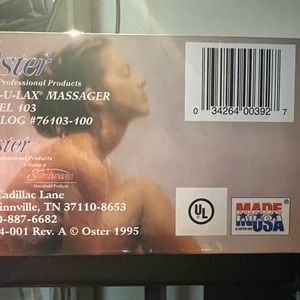 Oster
Professional Products
-U-LAX® MASSAGER
EL 103
LOG #76103-100
ster
ofessional Products
A Division of
Sunbeam
Household Products
Cadillac Lane
innville, TN 37110-8653
0-887-6682
4-001 Rev. A © Oster 1995
0 34264 00392 7
UL
MADE
IN
USA